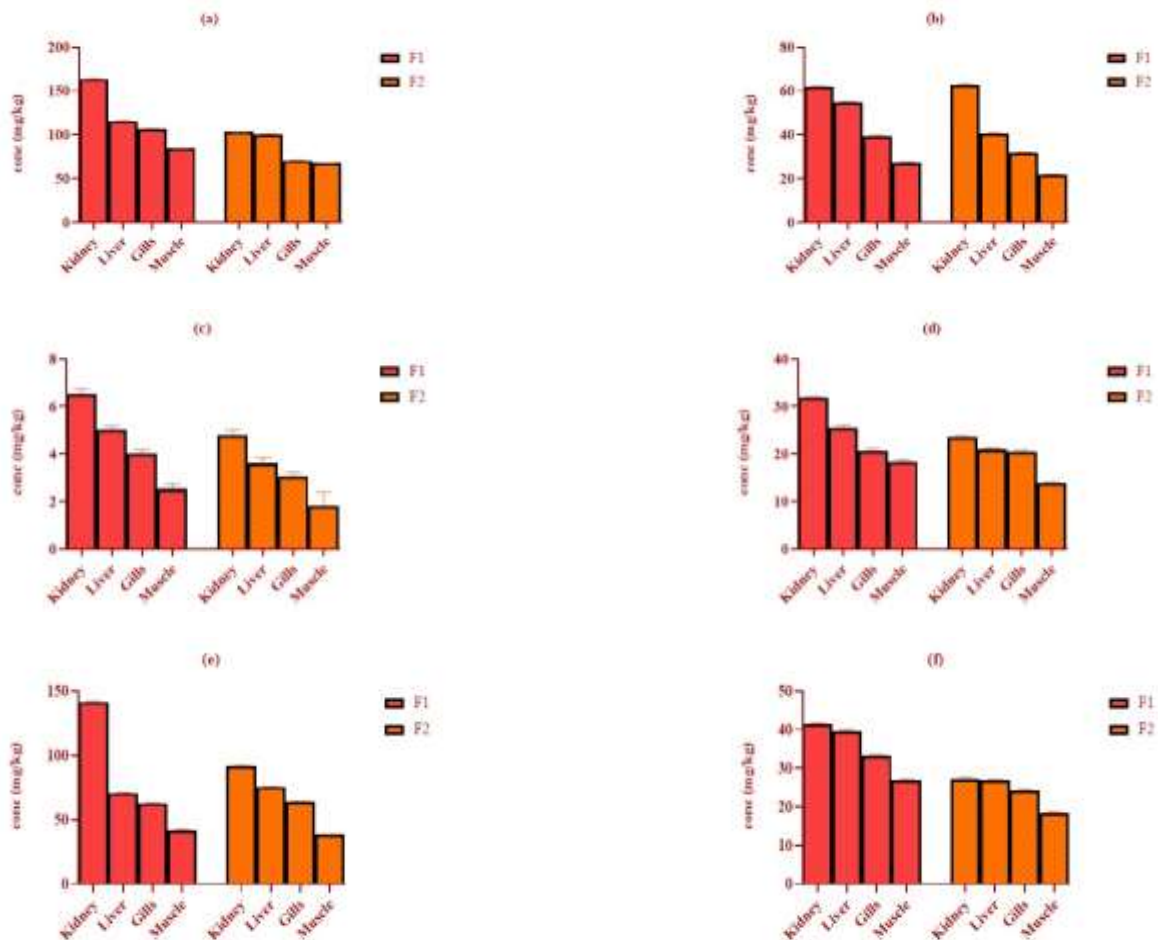 (a)
200
150
100
50
0
conc (mg/kg)
Kidney
Liver
Gills
Muscle
Kidney
Liver
Gills
Muscle
F1
F2
(b)
80
60
40
20
0
conc (mg/kg)
Kidney
Liver
Gills
Muscle
Kidney
Liver
Gills
Muscle
F1
F2
(c)
8
6
4
2
0
conc (mg/kg)
Kidney
Liver
Gills
Muscle
Kidney
Liver
Gills
Muscle
F1
F2
(d)
40
30
20
10
0
conc (mg/kg)
Kidney
Liver
Gills
Muscle
Kidney
Liver
Gills
Muscle
F1
F2
(e)
150
100
50
0
conc (mg/kg)
Kidney
Liver
Gills
Muscle
Kidney
Liver
Gills
Muscle
F1
F2
(f)
50
40
30
20
10
0
conc (mg/kg)
Kidney
Liver
Gills
Muscle
Kidney
Liver
Gills
Muscle
F1
F2